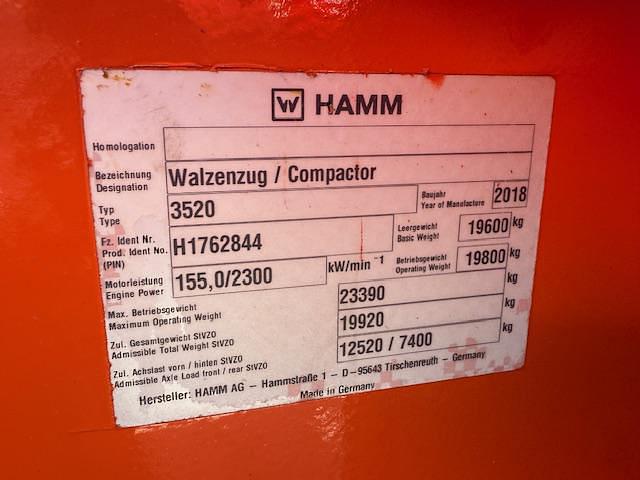 W HAMM
Homologation
Bezeichnung
Designation
Walzenzug / Compactor
Typ
Type
3520
Baujahr
Year of Manufacture
2018
Fz. Ident Nr.
Prod. Ident No.
(PIN)
H1762844
Leergewicht
Basic Weight
19600 kg
Motorleistung
Engine Power
155,0/2300
kW/min -1
Betriebsgewicht
Operating Weight
19800 kg
Max. Betriebsgewicht
Maximum Operating Weight
23390
kg
Zul. Gesamtgewicht StVZO
Admissible Total Weight StVZO
19920
kg
Zul. Achslast vorn / hinten StVZO
Admissible Axle Load front / rear StVZO
12520 / 7400
kg
Hersteller: HAMM AG – Hammstraße 1 – D–95643 Tirschenreuth – Germany
Made in Germany